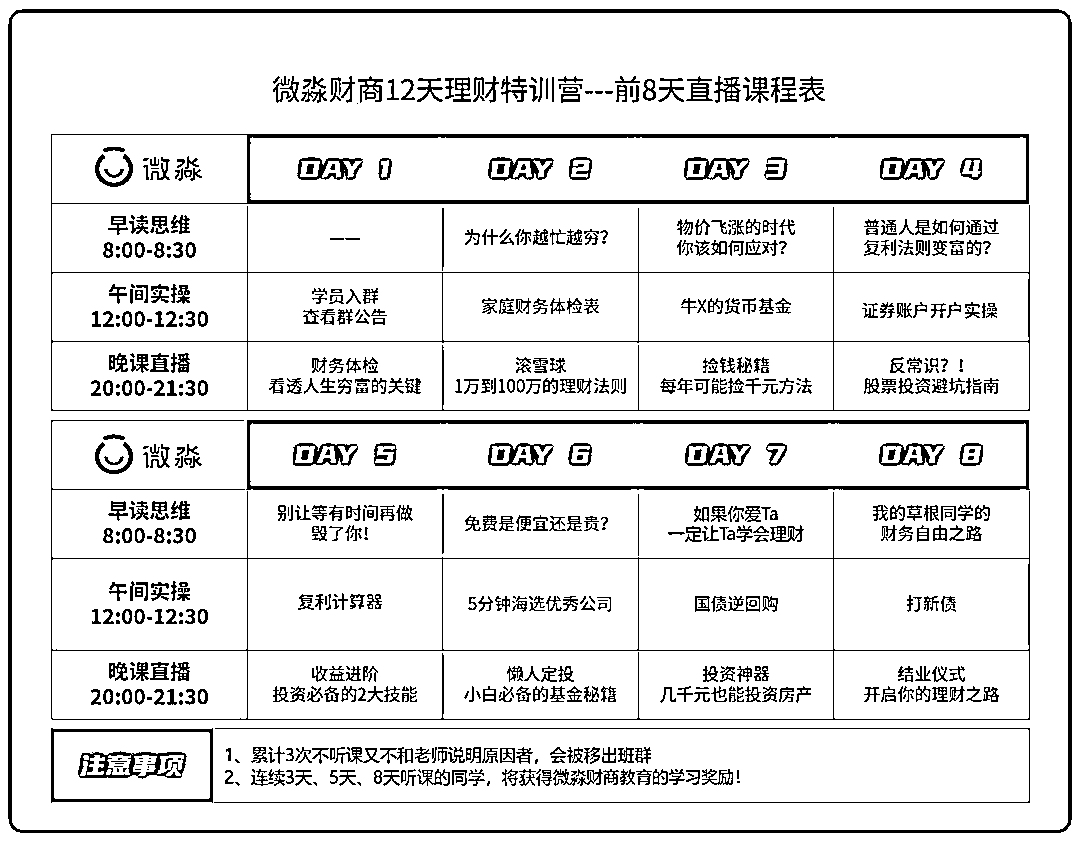 微淼财商12天理财特训营---前8天直播课程表
微淼
DAY 1
DAY 2
DAY 3
DAY 4
早读思维
8:00-8:30
——
为什么你越忙越穷？
物价飞涨的时代
你该如何应对？
普通人是如何通过
复利法则变富的？
午间实操
12:00-12:30
学员入群
查看群公告
家庭财务体检表
牛X的货币基金
证券账户开户实操
晚课直播
20:00-21:30
财务体检
看透人生穷富的关键
滚雪球
1万到100万的理财法则
捡钱秘籍
每年可能捡千元方法
反常识？！
股票投资避坑指南
微淼
DAY 5
DAY 6
DAY 7
DAY 8
早读思维
8:00-8:30
别让等有时间再做
毁了你！
免费是便宜还是贵？
如果你爱Ta
一定让Ta学会理财
我的草根同学的
财务自由之路
午间实操
12:00-12:30
复利计算器
5分钟海选优秀公司
国债逆回购
打新债
晚课直播
20:00-21:30
收益进阶
投资必备的2大技能
懒人定投
小白必备的基金秘籍
投资神器
几千元也能投资房产
结业仪式
开启你的理财之路
注意事项
1、累计3次不听课又不和老师说明原因者，会被移出班群
2、连续3天、5天、8天听课的同学，将获得微淼财商教育的学习奖励！